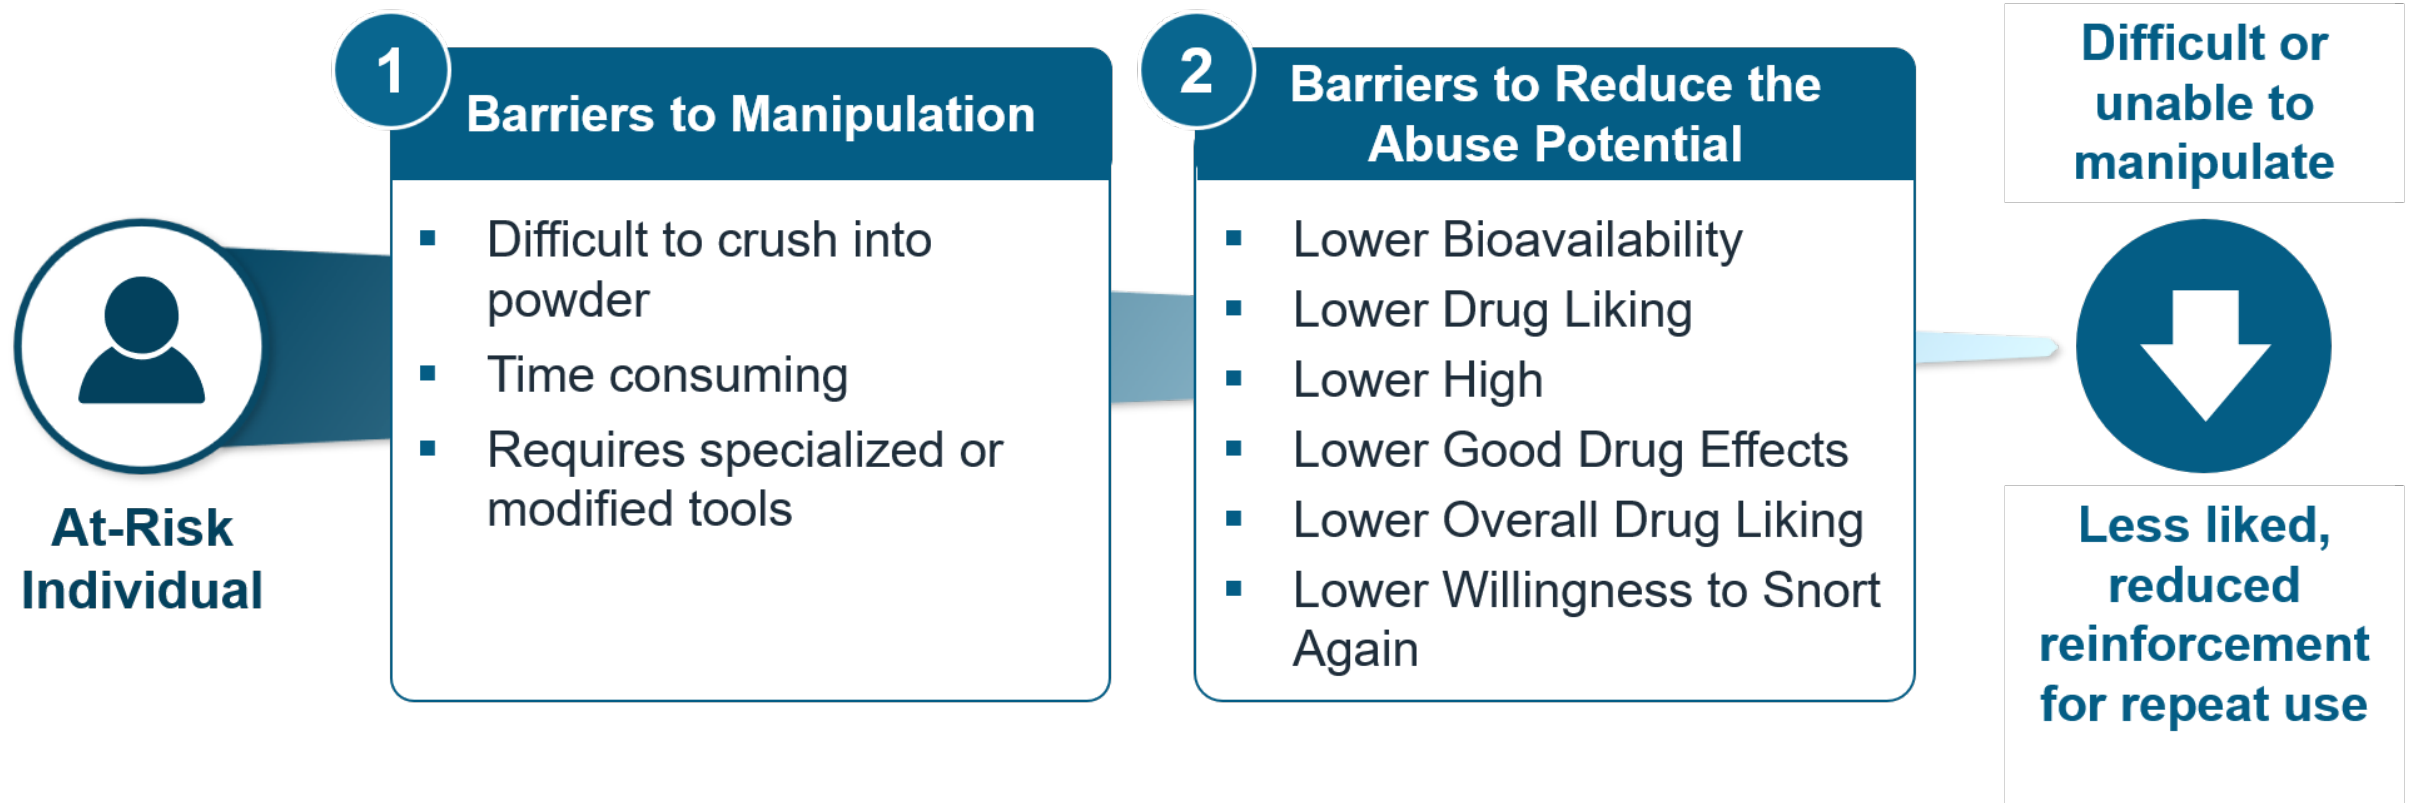 At-Risk
Individual
1
Barriers to Manipulation
▪ Difficult to crush into
powder
▪ Time consuming
▪ Requires specialized or
modified tools
2
Barriers to Reduce the
Abuse Potential
▪ Lower Bioavailability
▪ Lower Drug Liking
▪ Lower High
▪ Lower Good Drug Effects
▪ Lower Overall Drug Liking
▪ Lower Willingness to Snort
Again
Difficult or
unable to
manipulate
Less liked,
reduced
reinforcement
for repeat use